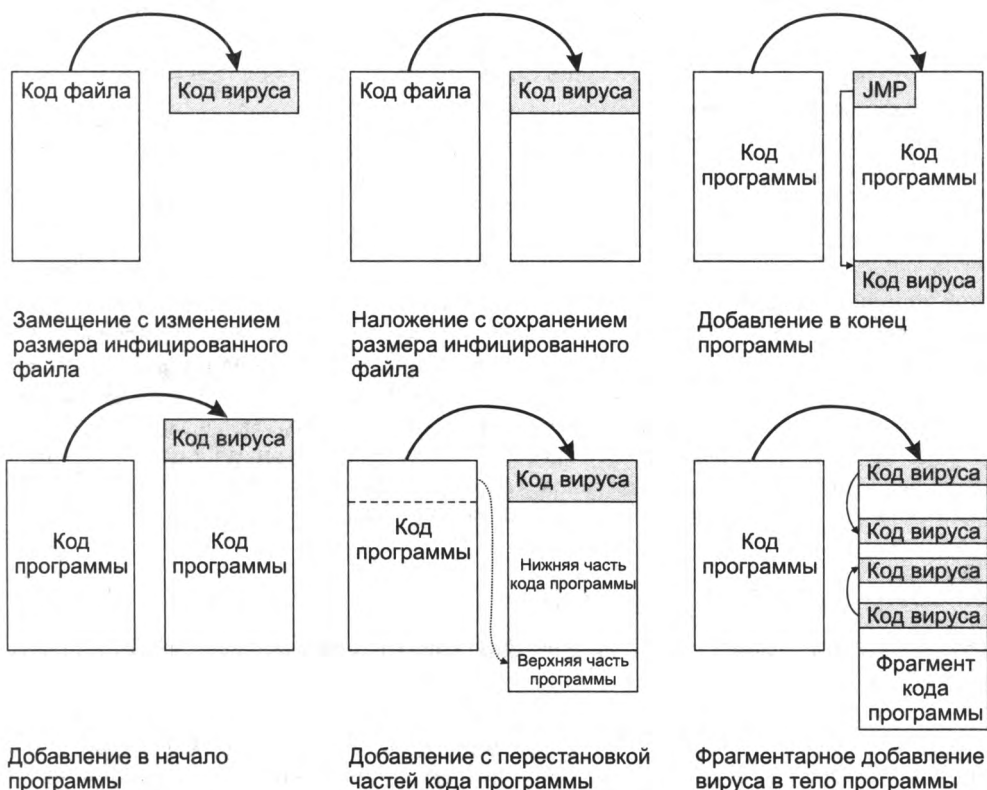 Код файла
Код вируса
Замещение с изменением
размера инфицированного
файла
Код файла
Код вируса
Наложение с сохранением
размера инфицированного
файла
Код
программы
JMP
Код
программы
Код вируса
Добавление в конец
программы
Код
программы
Код вируса
Код
программы
Добавление в начало
программы
Код
программы
Код вируса
Нижняя часть
кода программы
Верхняя часть
программы
Добавление с перестановкой
частей кода программы
Код
программы
Код вируса
Код вируса
Код вируса
Код вируса
Фрагмент
кода
программы
Фрагментарное добавление
вируса в тело программы